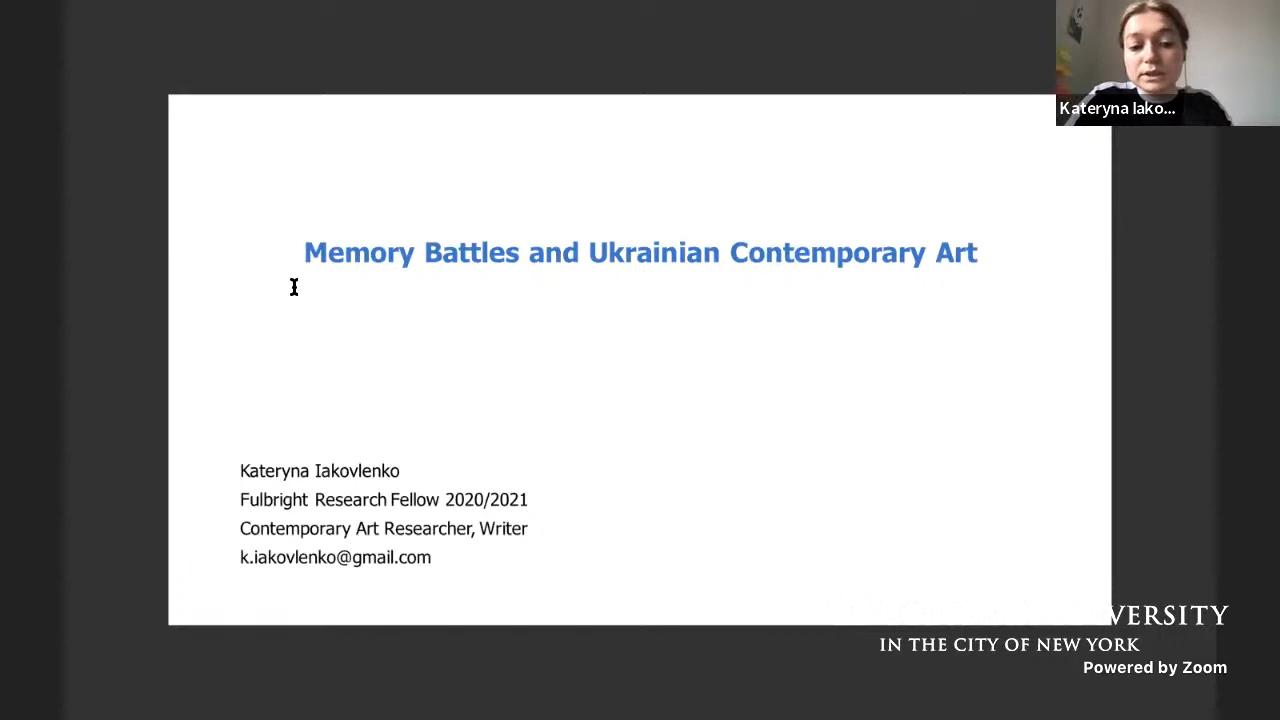 Kateryna Iako...
Memory Battles and Ukrainian Contemporary Art
Kateryna Iakovlenko
Fulbright Research Fellow 2020/2021
Contemporary Art Researcher, Writer
k.iakovlenko@gmail.com
VERSITY
IN THE CITY OF NEW YORK
Powered by Zoom